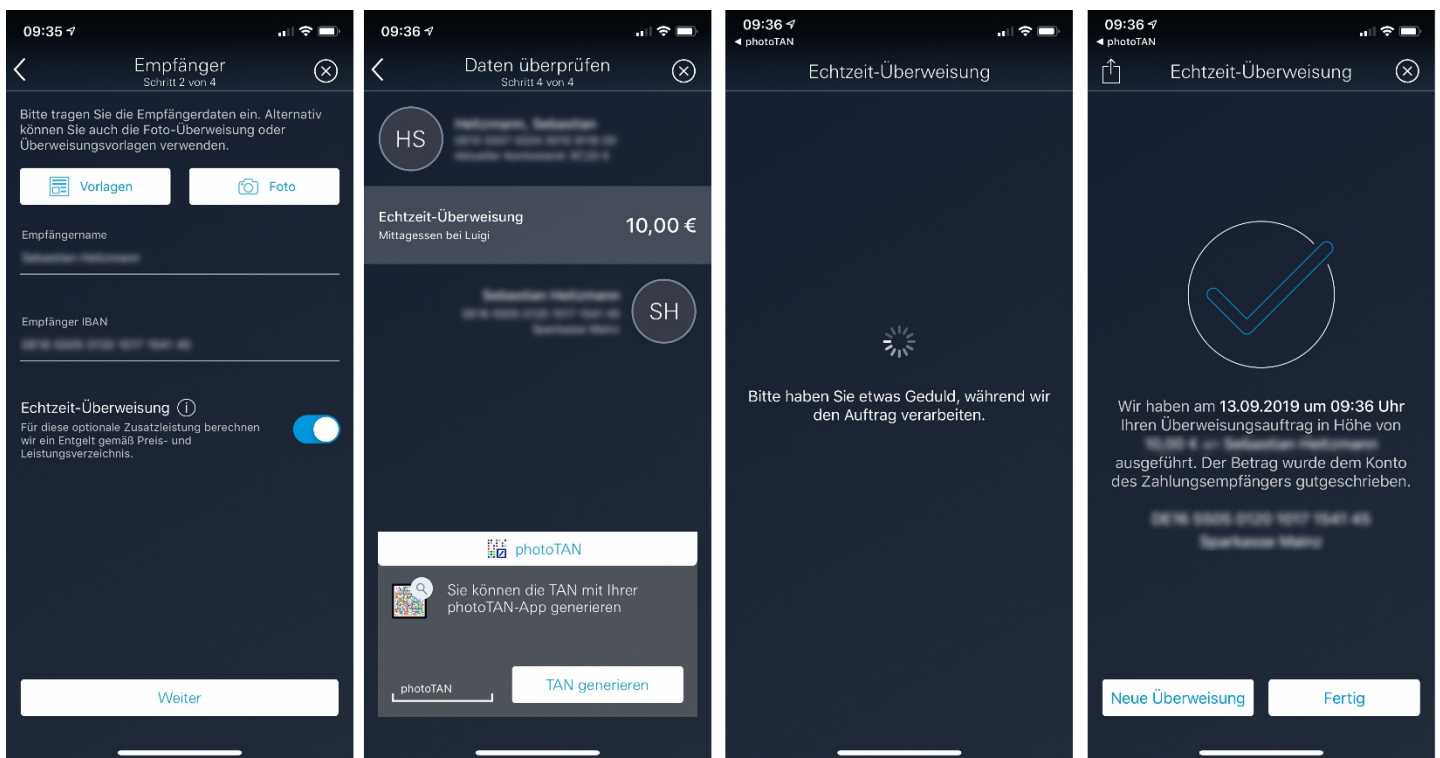 09:35
Empfänger
Schritt 2 von 4
Bitte tragen Sie die Empfängerdaten ein. Alternativ
können Sie auch die Foto-Überweisung oder
Überweisungsvorlagen verwenden.
Vorlagen
Foto
Empfängername
Empfänger IBAN
Echtzeit-Überweisung
Für diese optionale Zusatzleistung berechnen
wir ein Entgelt gemäß Preis- und
Leistungsverzeichnis.
Weiter
09:36
Daten überprüfen
Schritt 4 von 4
HS
Echtzeit-Überweisung
10,00 €
Mittagessen bei Luigi
SH
photoTAN
Sie können die TAN mit Ihrer
photoTAN-App generieren
photoTAN
TAN generieren
09:36
◀ photoTAN
Echtzeit-Überweisung
Bitte haben Sie etwas Geduld, während wir
den Auftrag verarbeiten.
09:36
◀ photoTAN
Echtzeit-Überweisung
Wir haben am 13.09.2019 um 09:36 Uhr
Ihren Überweisungsauftrag in Höhe von
ausgeführt. Der Betrag wurde dem Konto
des Zahlungsempfängers gutgeschrieben.
Neue Überweisung
Fertig